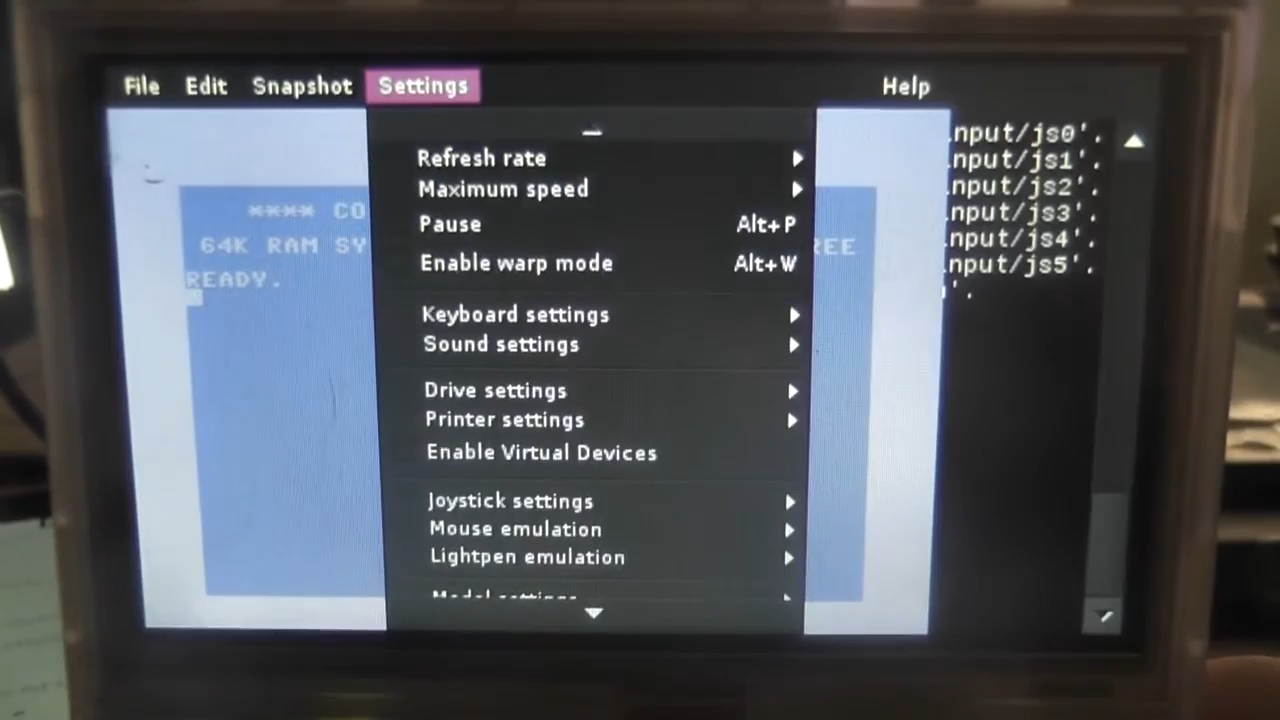 File Edit Snapshot Settings Help
Refresh rate
Maximum speed
Pause Alt+P
Enable warp mode Alt+W
Keyboard settings
Sound settings
Drive settings
Printer settings
Enable Virtual Devices
Joystick settings
Mouse emulation
Lightpen emulation
Model settings
**** CO
64K RAM SY REE
READY.
nput/js0'.
nput/js1'.
nput/js2'.
nput/js3'.
nput/js4'.
nput/js5'.
'.